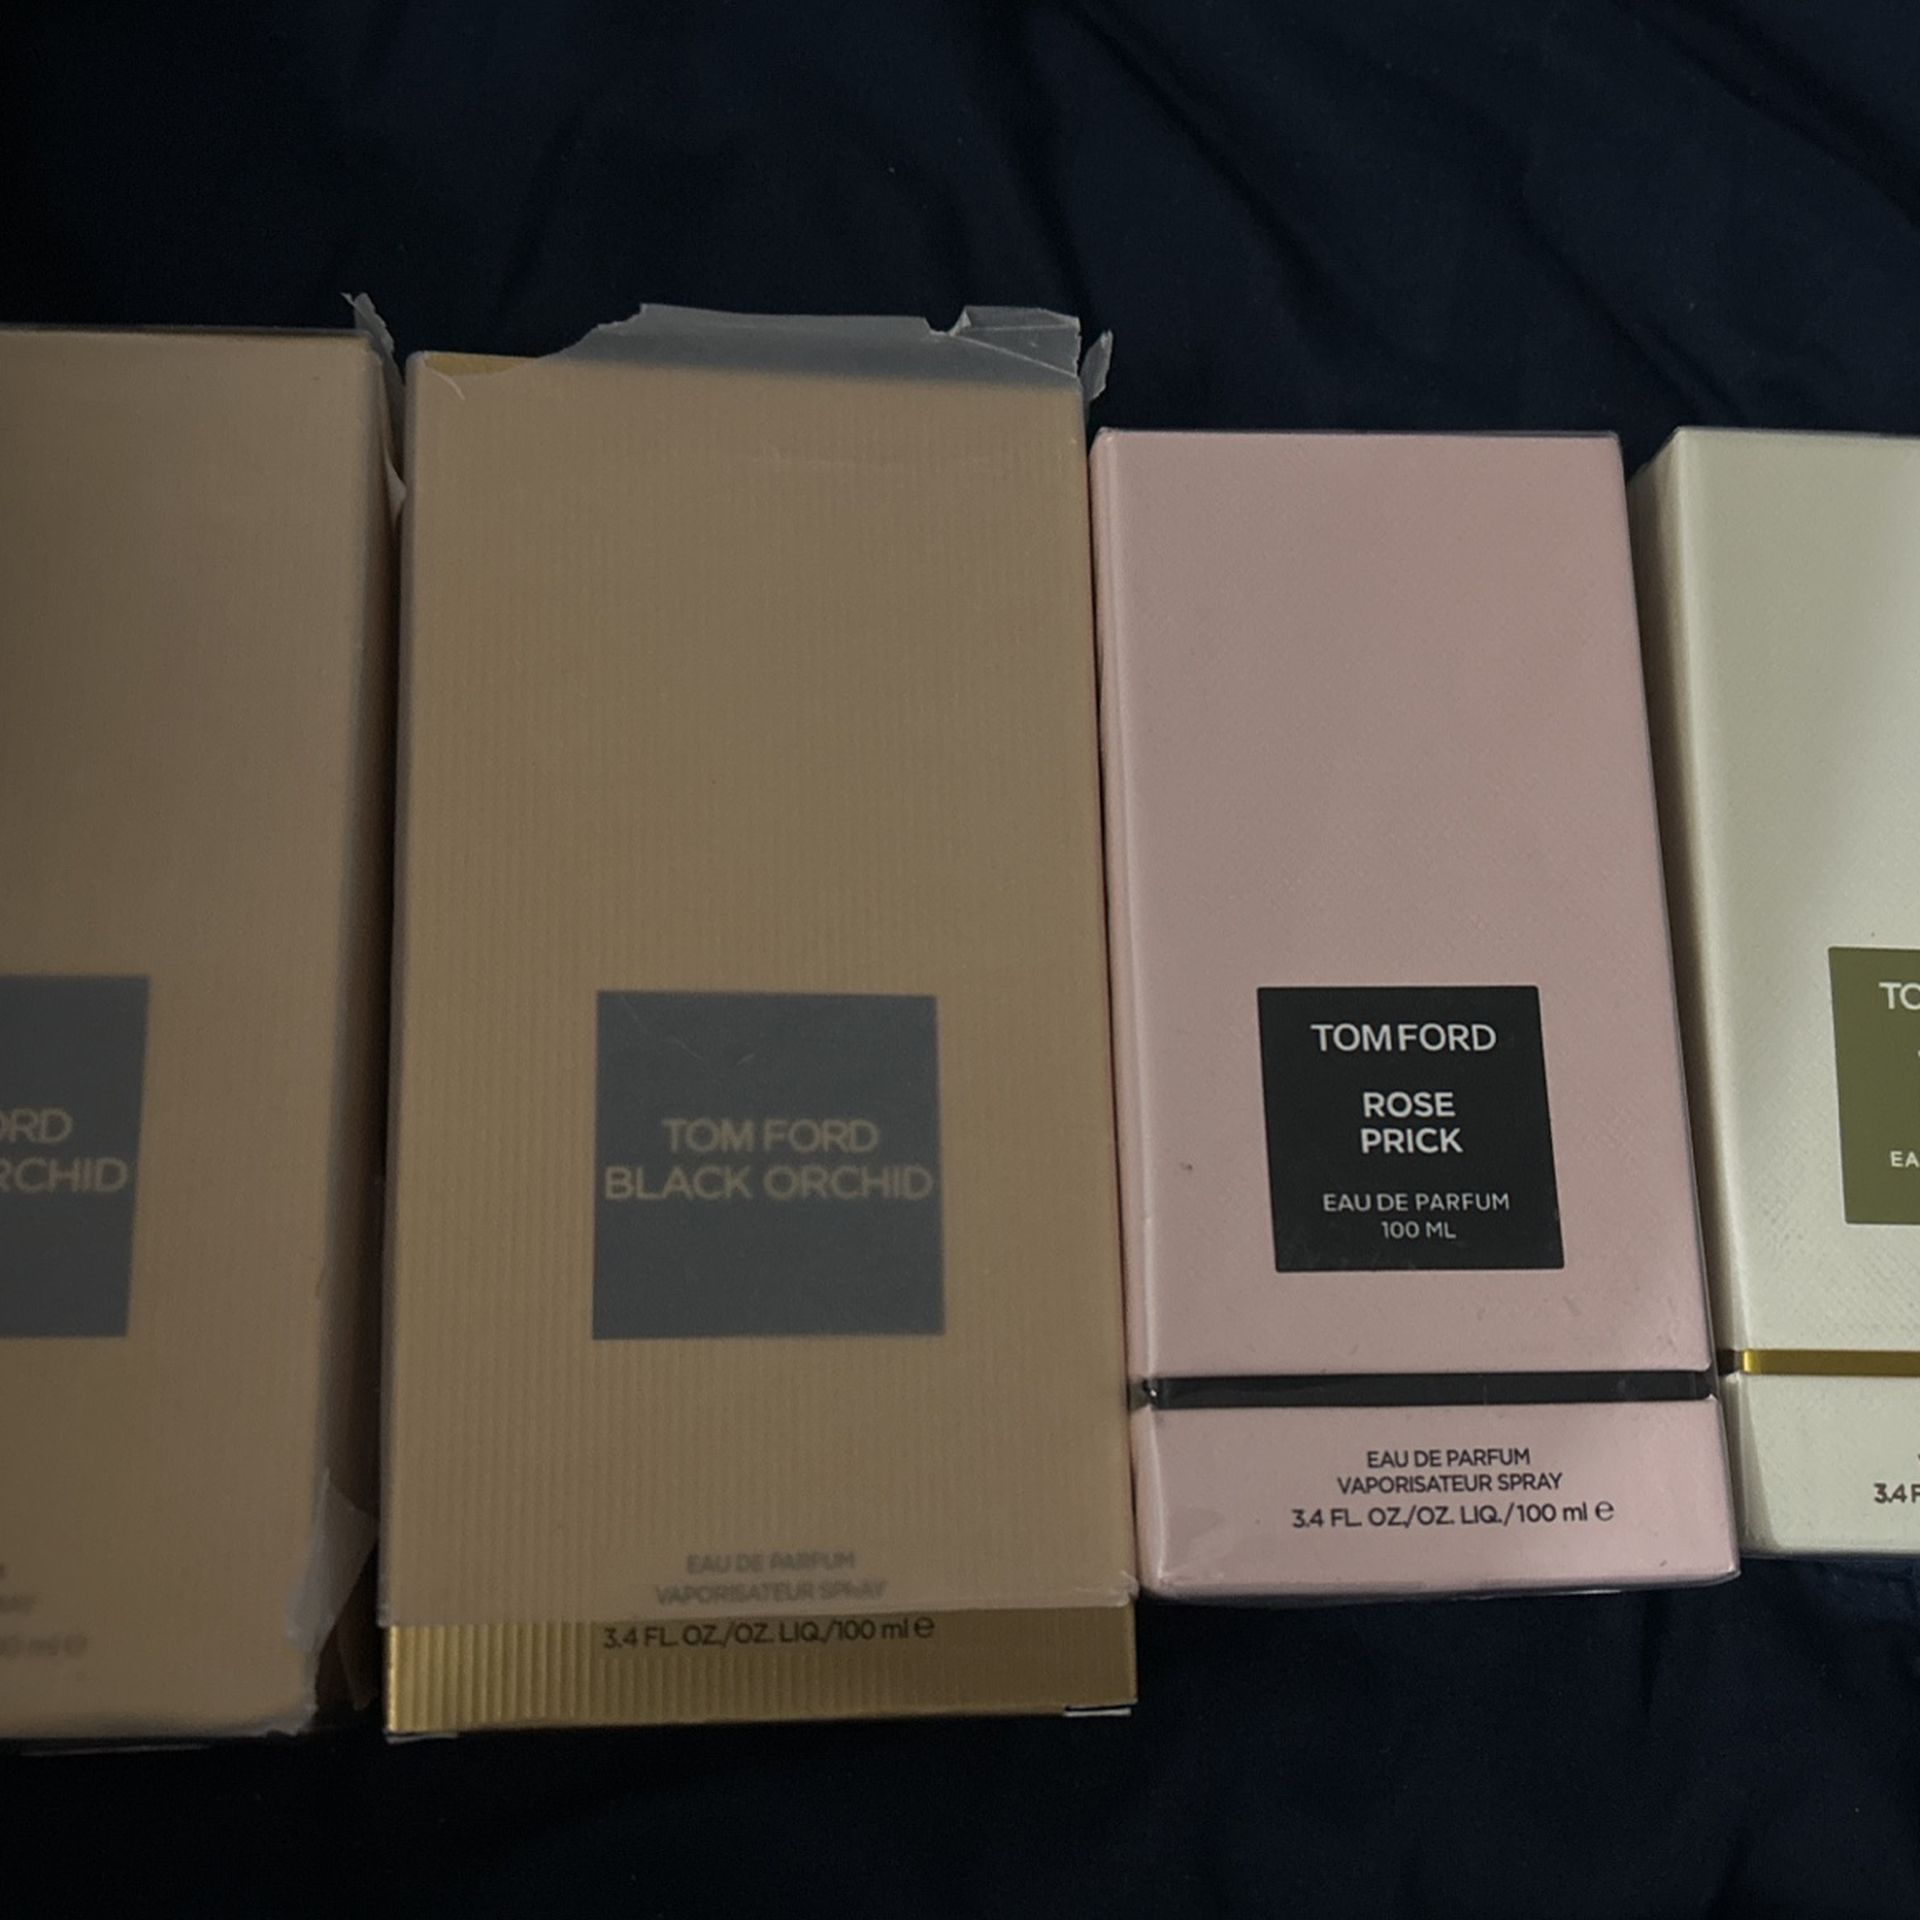 ORD
RCHID
TOM FORD
BLACK ORCHID
EAU DE PARFUM
VAPORISATEUR SPRAY
3.4 FL. OZ./OZ. LIQ./100 ml e
TOM FORD
ROSE
PRICK
EAU DE PARFUM
100 ML
EAU DE PARFUM
VAPORISATEUR SPRAY
3.4 FL. OZ./OZ. LIQ./100 ml e
TO
EA
3.4 F